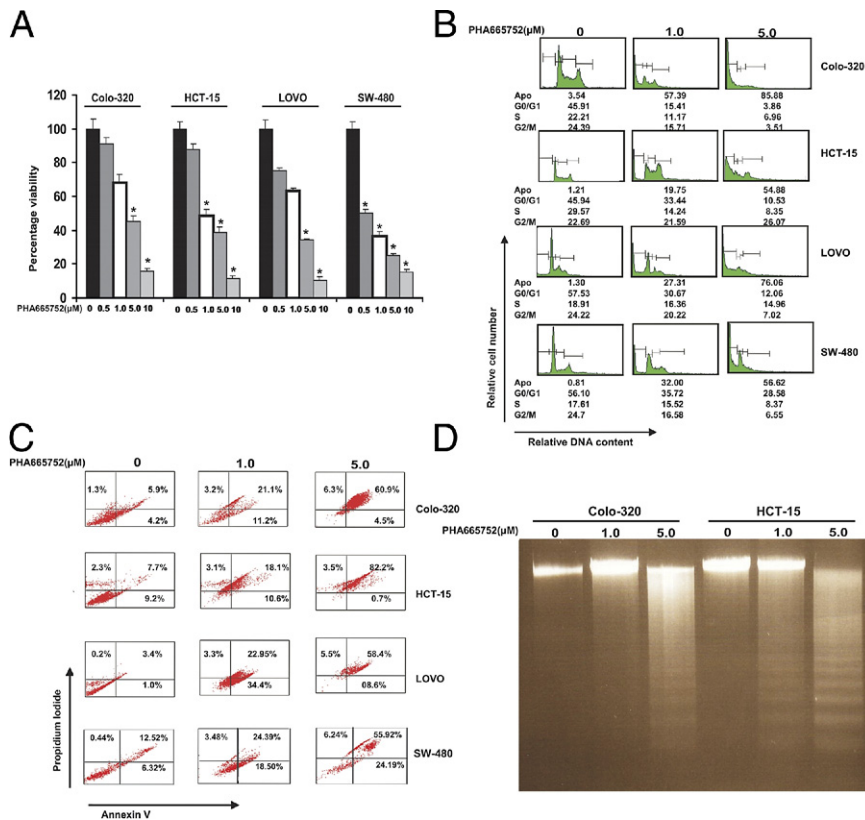 A
Colo-320 HCT-15 LOVO SW-480
Percentage viability
120
100
80
60
40
20
0
* * * * * * * * * * * *
PHA665752(μM) 0 0.5 1.0 5.0 10 0 0.5 1.0 5.0 10 0 0.5 1.0 5.0 10 0 0.5 1.0 5.0 10
B
PHA665752(μM) 0 1.0 5.0
Colo-320
Apo 3.54 57.39 85.88
G0/G1 45.91 15.41 3.86
S 22.21 11.17 6.96
G2/M 24.39 15.71 3.51
HCT-15
Apo 1.21 19.75 54.88
G0/G1 45.94 33.44 10.53
S 29.57 14.24 8.35
G2/M 22.69 21.59 26.07
LOVO
Apo 1.30 27.31 76.06
G0/G1 57.53 30.67 12.06
S 18.91 16.36 14.96
G2/M 24.22 20.22 7.02
SW-480
Apo 0.81 32.00 56.62
G0/G1 56.10 35.72 28.58
S 17.61 15.52 8.37
G2/M 24.7 16.58 6.55
Relative cell number
Relative DNA content
C
PHA665752(μM) 0 1.0 5.0
1.3% 5.9% 3.2% 21.1% 6.3% 60.9%
4.2% 11.2% 4.5%
Colo-320
2.3% 7.7% 3.1% 18.1% 3.5% 82.2%
9.2% 10.6% 0.7%
HCT-15
0.2% 3.4% 3.3% 22.95% 5.5% 58.4%
1.0% 34.4% 08.6%
LOVO
0.44% 12.52% 3.48% 24.39% 6.24% 55.92%
6.32% 18.50% 24.19%
SW-480
Propidium Iodide
Annexin V
D
Colo-320 HCT-15
PHA665752(μM) 0 1.0 5.0 0 1.0 5.0